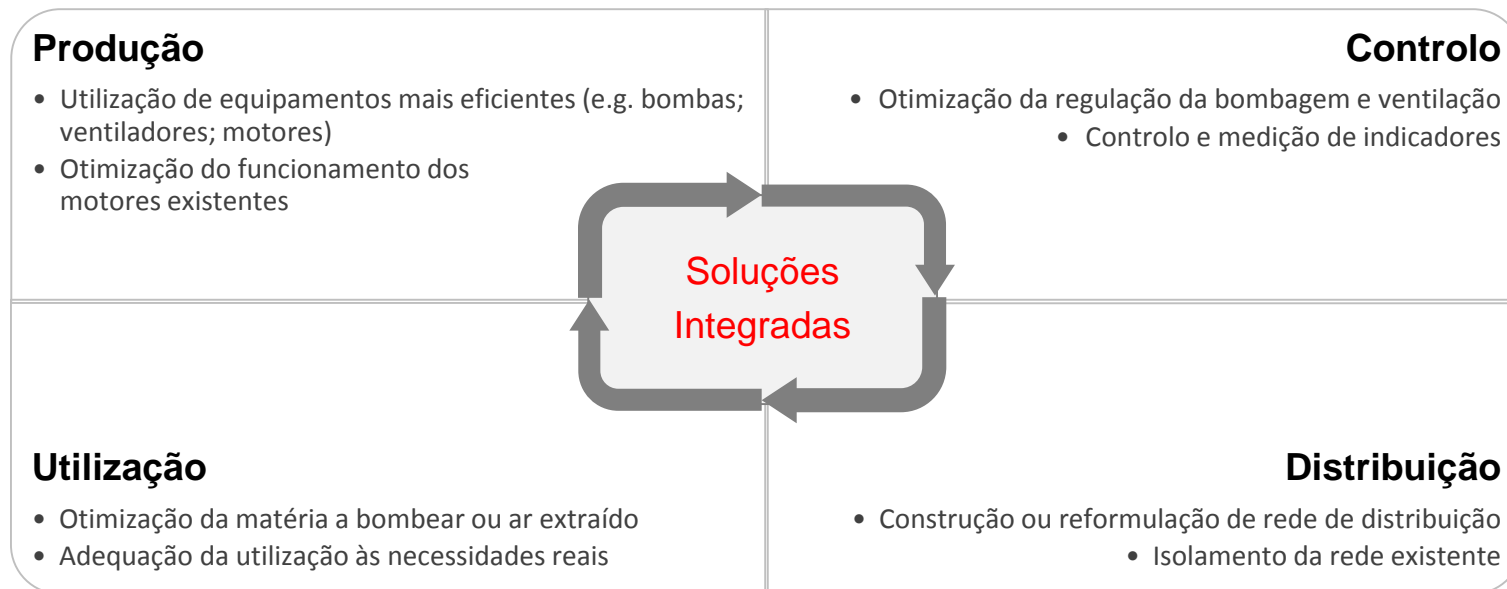 Produção
• Utilização de equipamentos mais eficientes (e.g. bombas;
ventiladores; motores)
• Otimização do funcionamento dos
motores existentes
Controlo
• Otimização da regulação da bombagem e ventilação
• Controlo e medição de indicadores
Soluções
Integradas
Utilização
• Otimização da matéria a bombear ou ar extraído
• Adequação da utilização às necessidades reais
Distribuição
• Construção ou reformulação de rede de distribuição
• Isolamento da rede existente